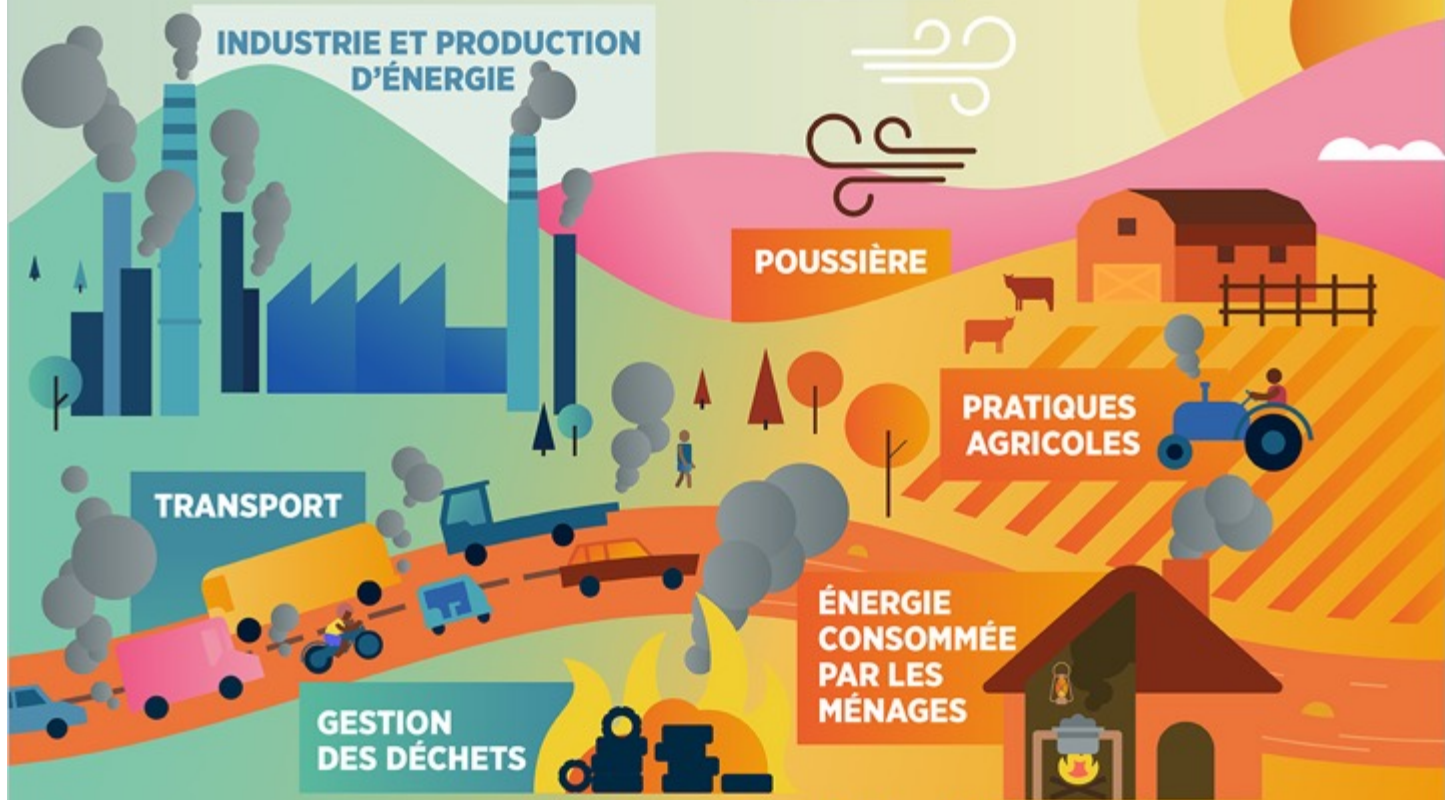 INDUSTRIE ET PRODUCTION
D'ÉNERGIE
POUSSIÈRE
PRATIQUES
AGRICOLES
TRANSPORT
ÉNERGIE
CONSOMMÉE
PAR LES
MÉNAGES
GESTION
DES DÉCHETS